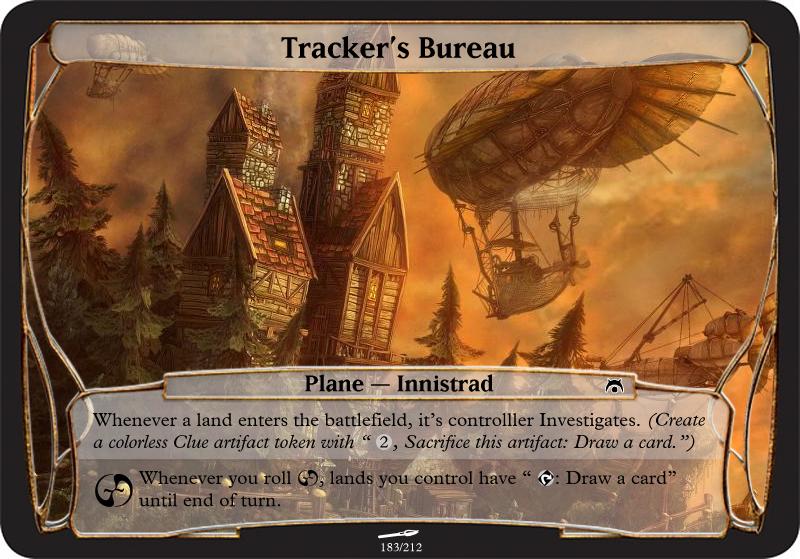 Tracker's Bureau
Plane — Innistrad
Whenever a land enters the battlefield, it's controlller Investigates. (Create
a colorless Clue artifact token with “ 2, Sacrifice this artifact: Draw a card.”)
Whenever you roll , lands you control have “ : Draw a card”
until end of turn.
183/212